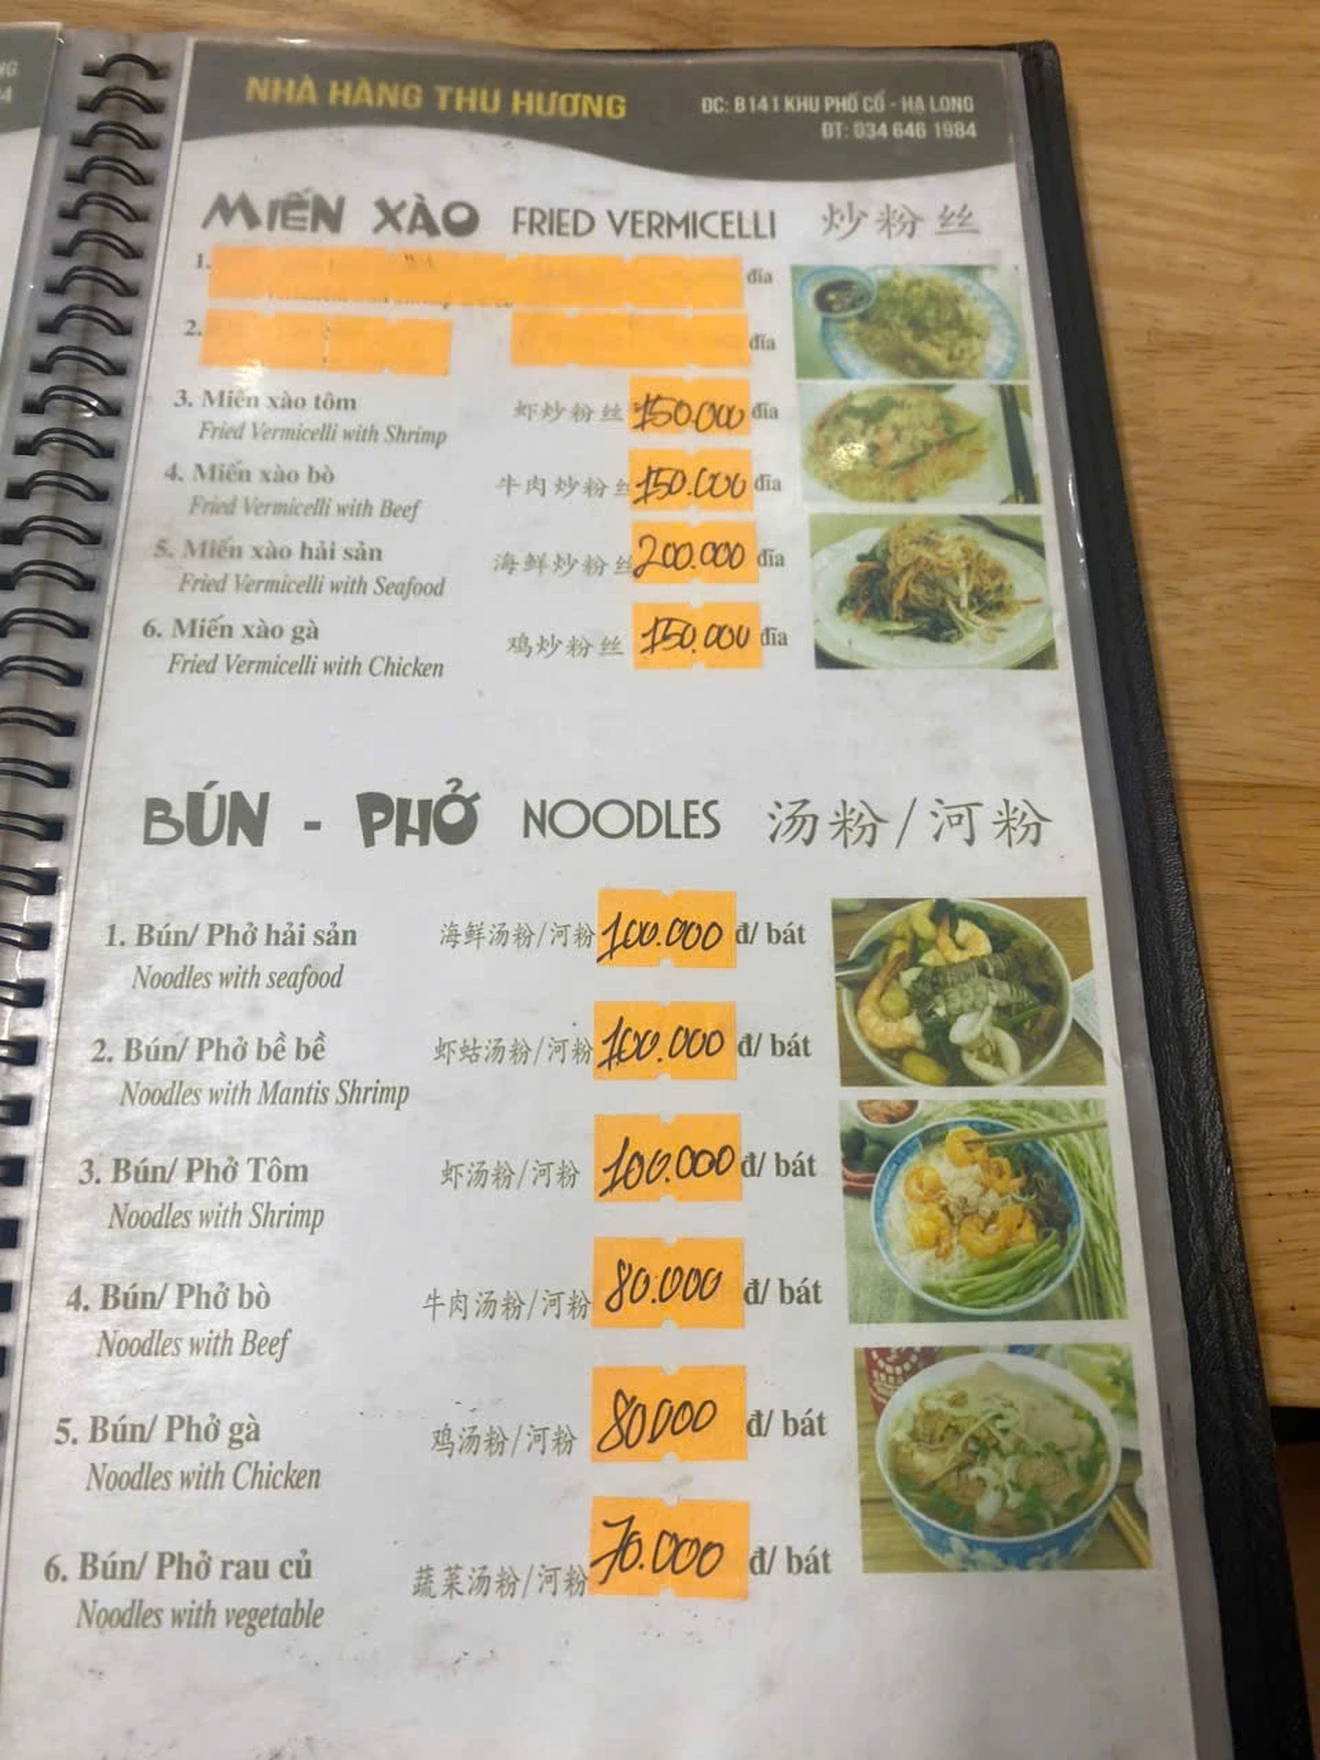 NHÀ HÀNG THU HƯƠNG
ĐC: B141 KHU PHỐ CỔ - HẠ LONG
ĐT: 034 646 1984
MIẾN XÀO FRIED VERMICELLI 炒粉丝
1. đĩa
2. đĩa
3. Miến xào tôm 虾炒粉丝 150.000 đĩa
Fried Vermicelli with Shrimp
4. Miến xào bò 牛肉炒粉丝 150.000 đĩa
Fried Vermicelli with Beef
5. Miến xào hải sản 海鲜炒粉丝 200.000 đĩa
Fried Vermicelli with Seafood
6. Miến xào gà 鸡炒粉丝 150.000 đĩa
Fried Vermicelli with Chicken
BÚN - PHỞ NOODLES 汤粉/河粉
1. Bún/ Phở hải sản 海鲜汤粉/河粉 100.000 đ/ bát
Noodles with seafood
2. Bún/ Phở bề bề 虾蛄汤粉/河粉 100.000 đ/ bát
Noodles with Mantis Shrimp
3. Bún/ Phở Tôm 虾汤粉/河粉 100.000 đ/ bát
Noodles with Shrimp
4. Bún/ Phở bò 牛肉汤粉/河粉 80.000 đ/ bát
Noodles with Beef
5. Bún/ Phở gà 鸡汤粉/河粉 80000 đ/ bát
Noodles with Chicken
6. Bún/ Phở rau củ 蔬菜汤粉/河粉 70.000 đ/ bát
Noodles with vegetable